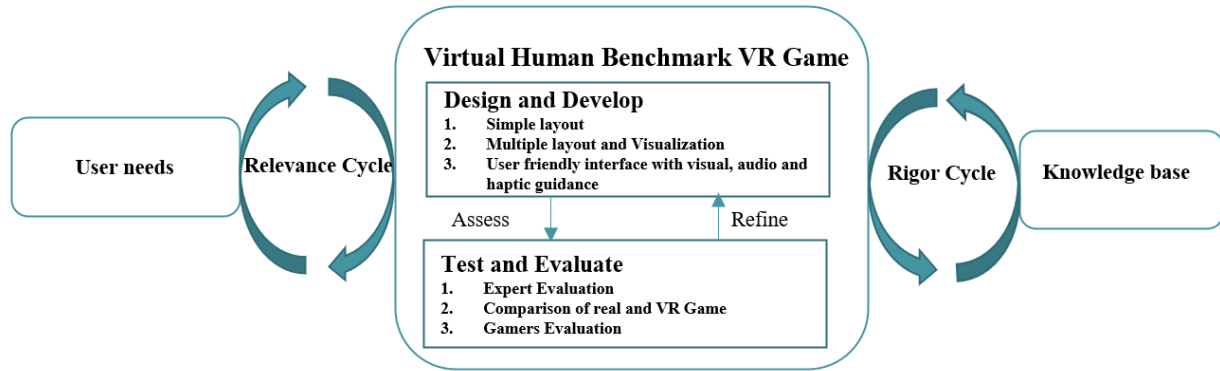 Virtual Human Benchmark VR Game
Design and Develop
1. Simple layout
2. Multiple layout and Visualization
3. User friendly interface with visual, audio and
haptic guidance
User needs
Relevance Cycle
Rigor Cycle
Knowledge base
Assess
Refine
Test and Evaluate
1. Expert Evaluation
2. Comparison of real and VR Game
3. Gamers Evaluation